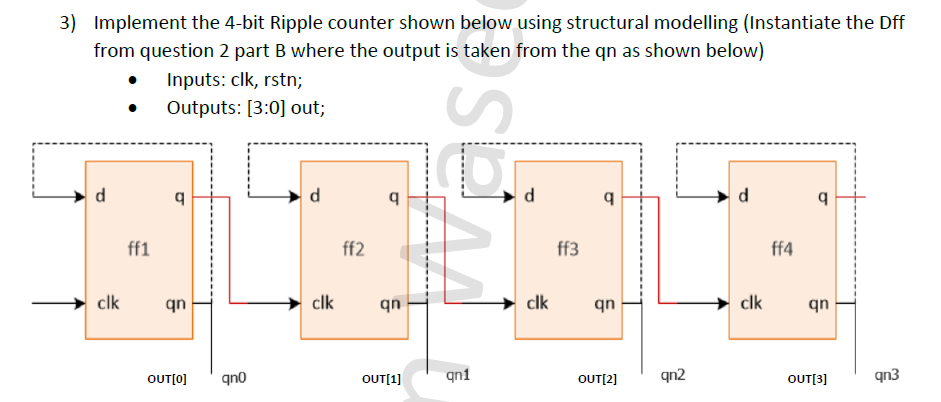 3) Implement the 4-bit Ripple counter shown below using structural modelling (Instantiate the Dff
from question 2 part B where the output is taken from the qn as shown below)
• Inputs: clk, rstn;
• Outputs: [3:0] out;
d q d q d q d q
ff1 ff2 ff3 ff4
clk qn clk qn clk qn clk qn
OUT[0] qn0 OUT[1] qn1 OUT[2] qn2 OUT[3] qn3